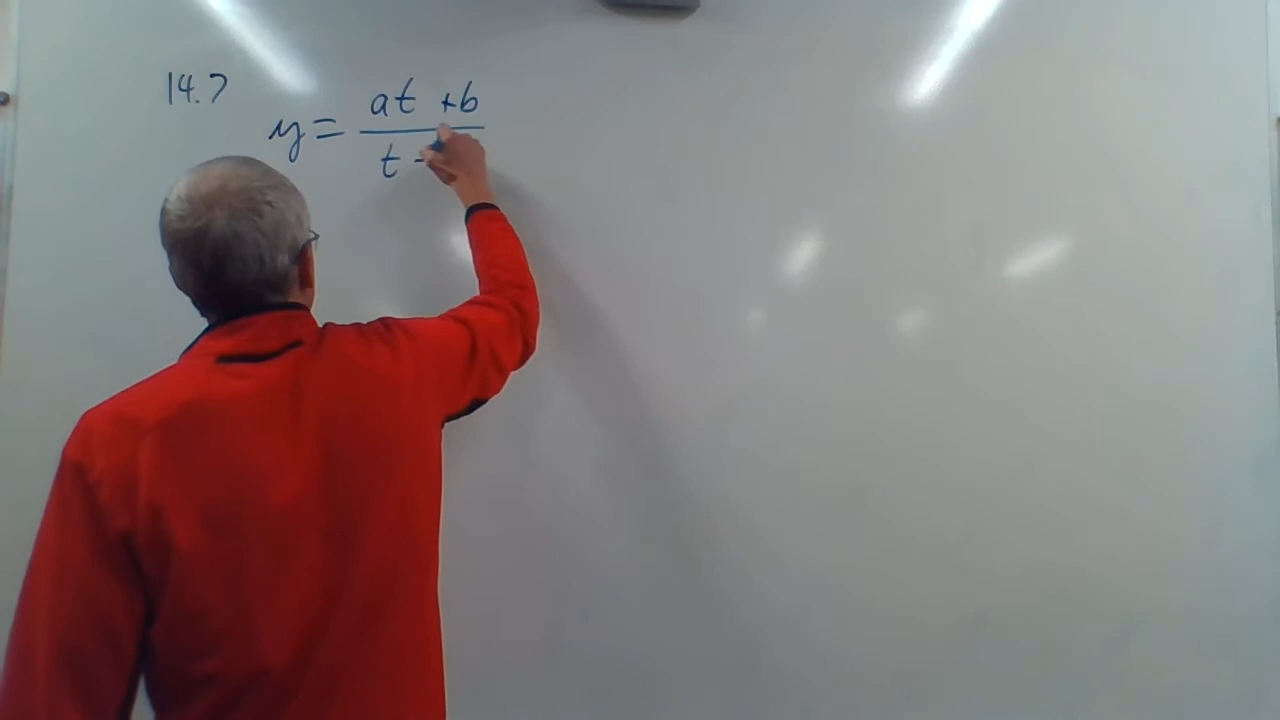 14.7
y = at + b
t -